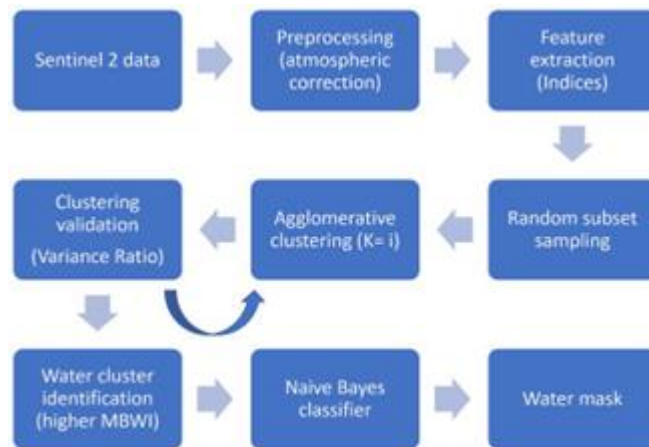 Sentinel 2 data
Preprocessing
(atmospheric
correction)
Feature
extraction
(Indices)
Random subset
sampling
Agglomerative
clustering (K= i)
Clustering
validation
(Variance Ratio)
Water cluster
identification
(higher MBWI)
Naive Bayes
classifier
Water mask